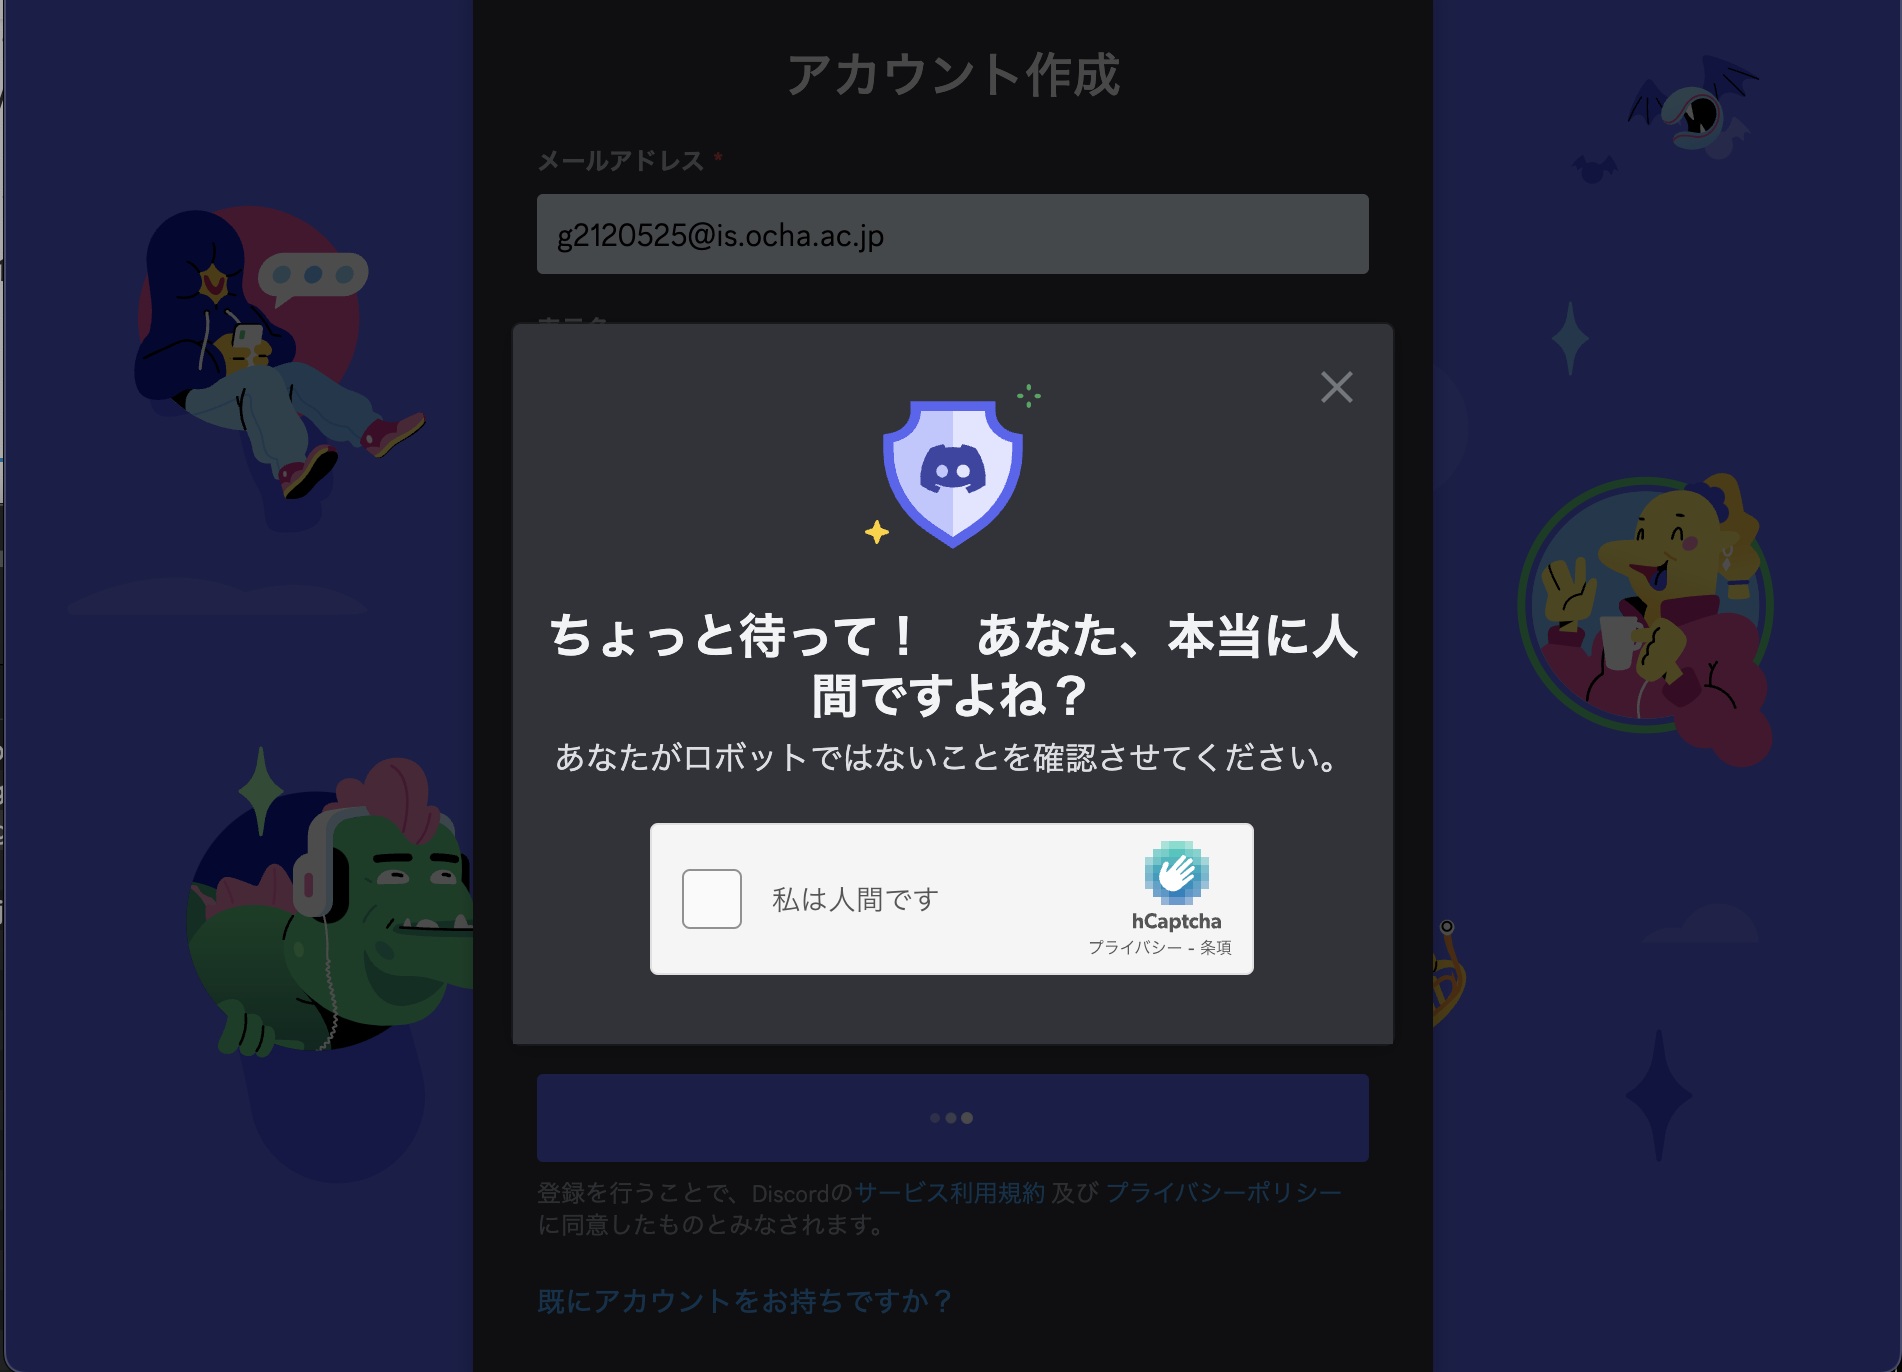 アカウント作成
メールアドレス *
g2120525@is.ocha.ac.jp
ちょっと待って！　あなた、本当に人
間ですよね？
あなたがロボットではないことを確認させてください。
私は人間です
hCaptcha
プライバシー - 条項
登録を行うことで、Discordのサービス利用規約 及び プライバシーポリシー
に同意したものとみなされます。
既にアカウントをお持ちですか？